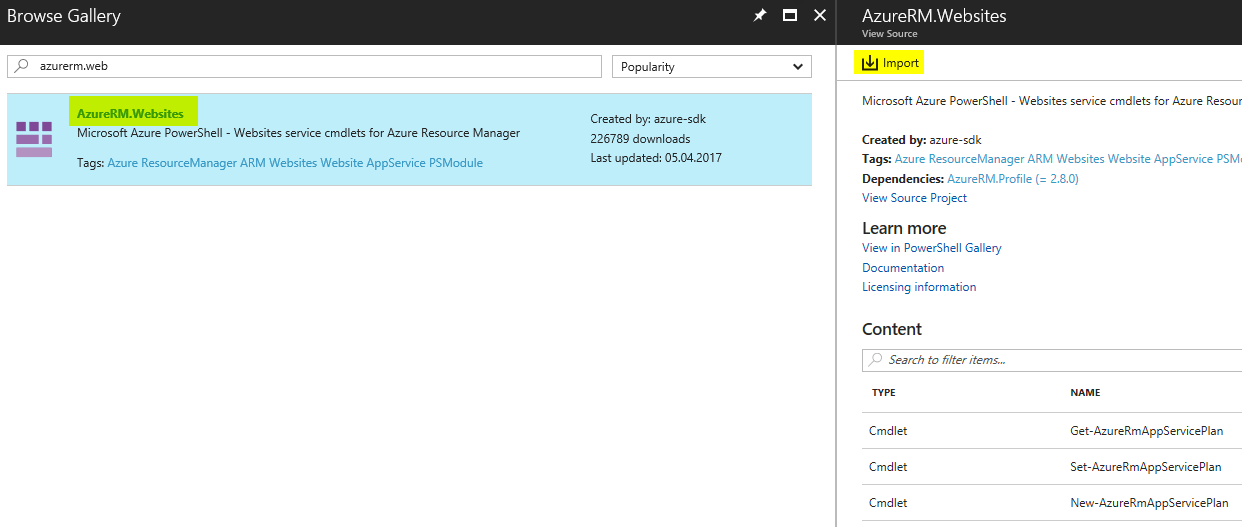 Browse Gallery
azurerm.web
Popularity
AzureRM.Websites
Microsoft Azure PowerShell - Websites service cmdlets for Azure Resource Manager
Tags: Azure ResourceManager ARM Websites Website AppService PSModule
Created by: azure-sdk
226789 downloads
Last updated: 05.04.2017
AzureRM.Websites
View Source
Import
Microsoft Azure PowerShell - Websites service cmdlets for Azure Resour
Created by: azure-sdk
Tags: Azure ResourceManager ARM Websites Website AppService PSMo
Dependencies: AzureRM.Profile (= 2.8.0)
View Source Project
Learn more
View in PowerShell Gallery
Documentation
Licensing information
Content
Search to filter items...
TYPE NAME
Cmdlet Get-AzureRmAppServicePlan
Cmdlet Set-AzureRmAppServicePlan
Cmdlet New-AzureRmAppServicePlan